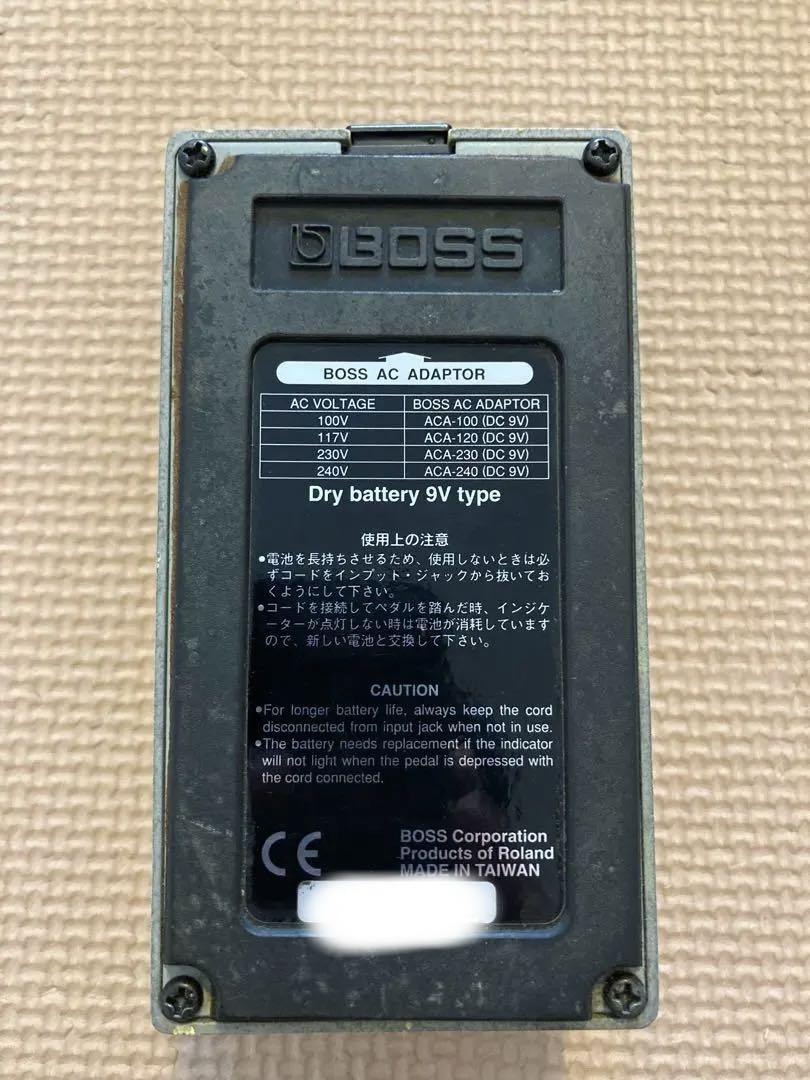 BOSS
BOSS AC ADAPTOR
AC VOLTAGE BOSS AC ADAPTOR
100V ACA-100 (DC 9V)
117V ACA-120 (DC 9V)
230V ACA-230 (DC 9V)
240V ACA-240 (DC 9V)
Dry battery 9V type
使用上の注意
●電池を長持ちさせるため、使用しないときは必
ずコードをインプット・ジャックから抜いてお
くようにして下さい。
●コードを接続してペダルを踏んだ時、インジケ
ーターが点灯しない時は電池が消耗しています
ので、新しい電池と交換して下さい。
CAUTION
●For longer battery life, always keep the cord
disconnected from input jack when not in use.
●The battery needs replacement if the indicator
will not light when the pedal is depressed with
the cord connected.
CE
BOSS Corporation
Products of Roland
MADE IN TAIWAN